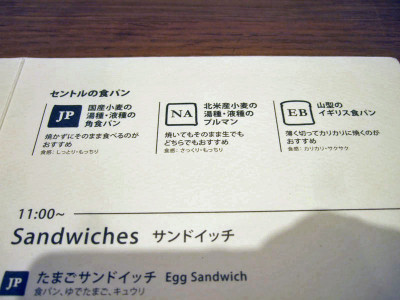 セントルの食パン
JP
国産小麦の
湯種・液種の
角食パン
焼かずにそのまま食べるのが
おすすめ
食感：しっとり・もっちり
NA
北米産小麦の
湯種・液種の
プルマン
焼いてもそのまま生でも
どちらでもおすすめ
食感：さっくり・もっちり
EB
山型の
イギリス食パン
薄く切ってカリカリに焼くのが
おすすめ
食感：カリカリ・サクサク
11:00~
Sandwiches サンドイッチ
JP たまごサンドイッチ Egg Sandwich
食パン、ゆでたまご、キュウリ